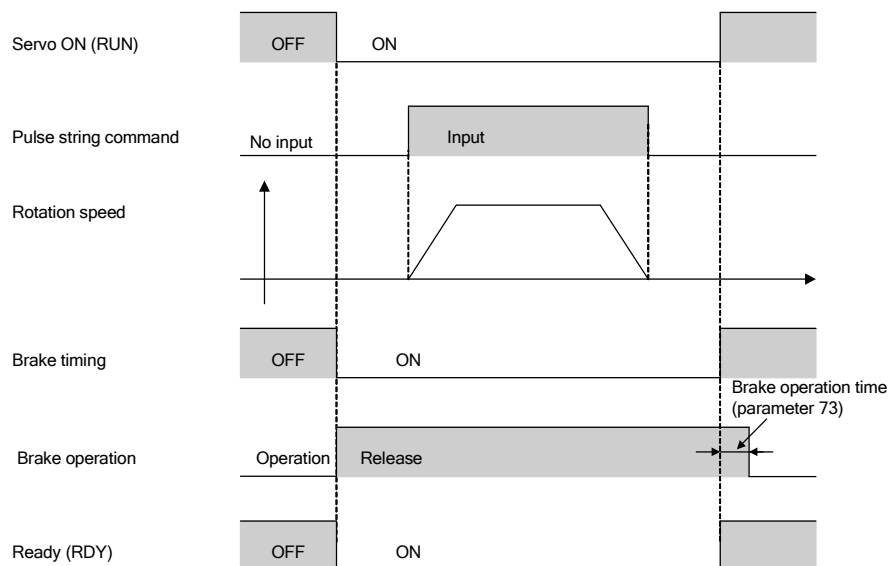 Servo ON (RUN) OFF ON
Pulse string command No input Input
Rotation speed
Brake timing OFF ON
Brake operation time
(parameter 73)
Brake operation Operation Release
Ready (RDY) OFF ON